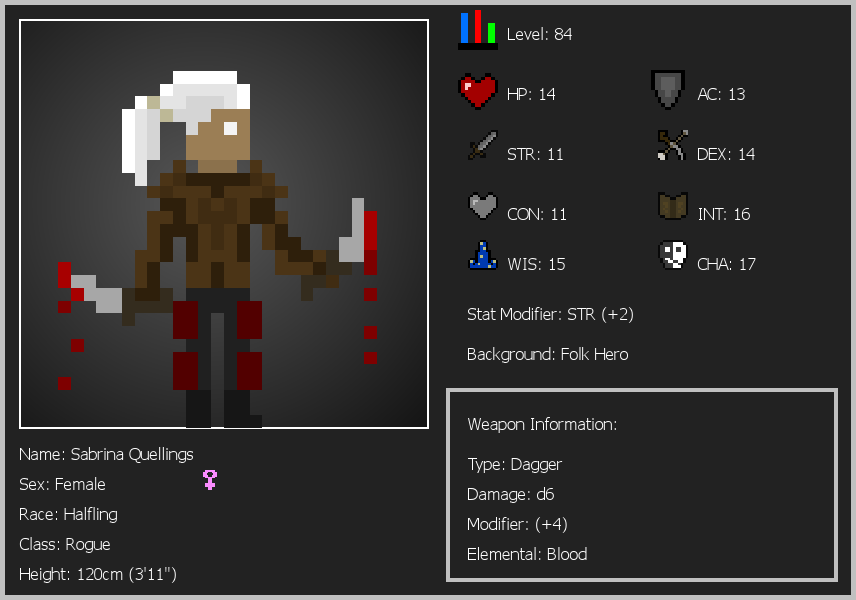 Level: 84
HP: 14
AC: 13
STR: 11
DEX: 14
CON: 11
INT: 16
WIS: 15
CHA: 17
Stat Modifier: STR (+2)
Background: Folk Hero
Weapon Information:
Type: Dagger
Damage: d6
Modifier: (+4)
Elemental: Blood
Name: Sabrina Quellings
Sex: Female
Race: Halfling
Class: Rogue
Height: 120cm (3'11")